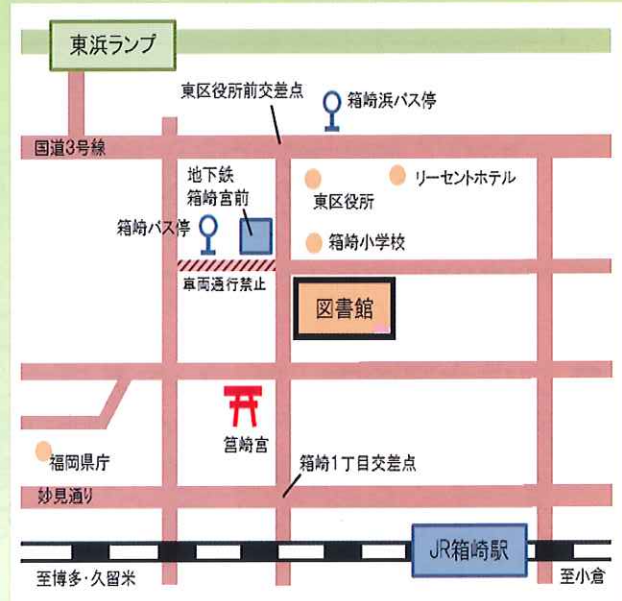 東浜ランプ
東区役所前交差点
箱崎浜バス停
国道3号線
地下鉄
箱崎宮前
リーセントホテル
東区役所
箱崎バス停
箱崎小学校
車両通行禁止
図書館
筥崎宮
箱崎1丁目交差点
福岡県庁
妙見通り
JR箱崎駅
至博多・久留米
至小倉